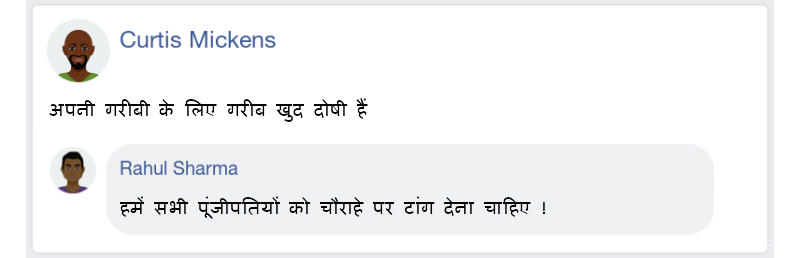 Curtis Mickens
अपनी गरीबी के लिए गरीब खुद दोषी हैं
Rahul Sharma
हमें सभी पूंजीपतियों को चौराहे पर टांग देना चाहिए !